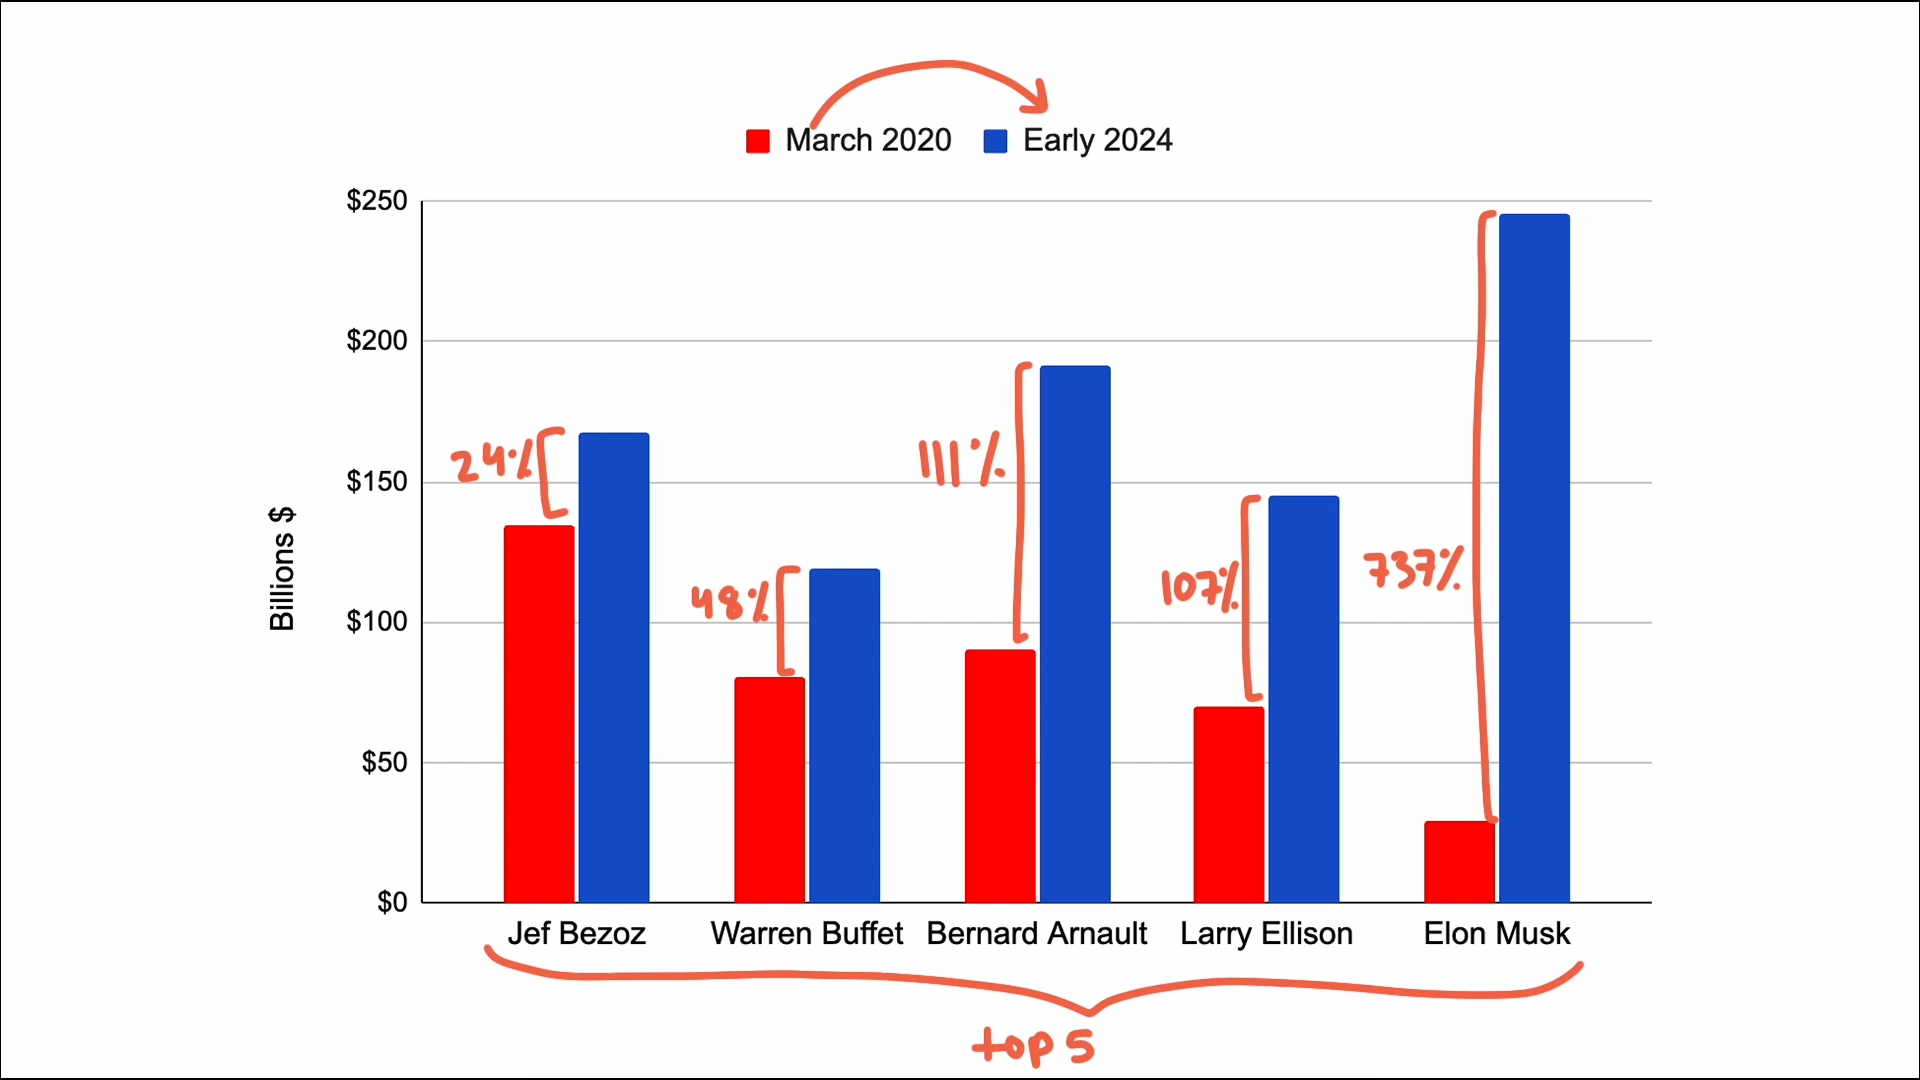 March 2020 Early 2024
$250
$200
$150
$100
$50
$0
Billions $
24%
48%
111%
107%
737%
Jef Bezoz Warren Buffet Bernard Arnault Larry Ellison Elon Musk
top 5